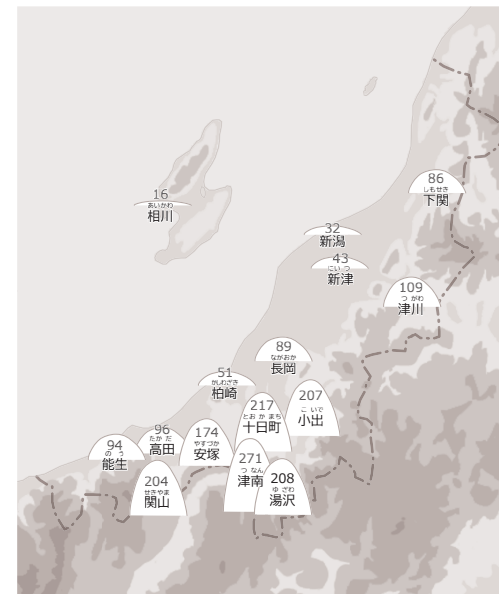 86
しもせき
下関
16
あいかわ
相川
32
新潟
43
にいつ
新津
109
つがわ
津川
89
ながおか
長岡
51
かしわざき
柏崎
207
こいで
小出
217
とおかまち
十日町
96
たかだ
高田
174
やすづか
安塚
94
のう
能生
271
つなん
津南
208
ゆざわ
湯沢
204
せきやま
関山